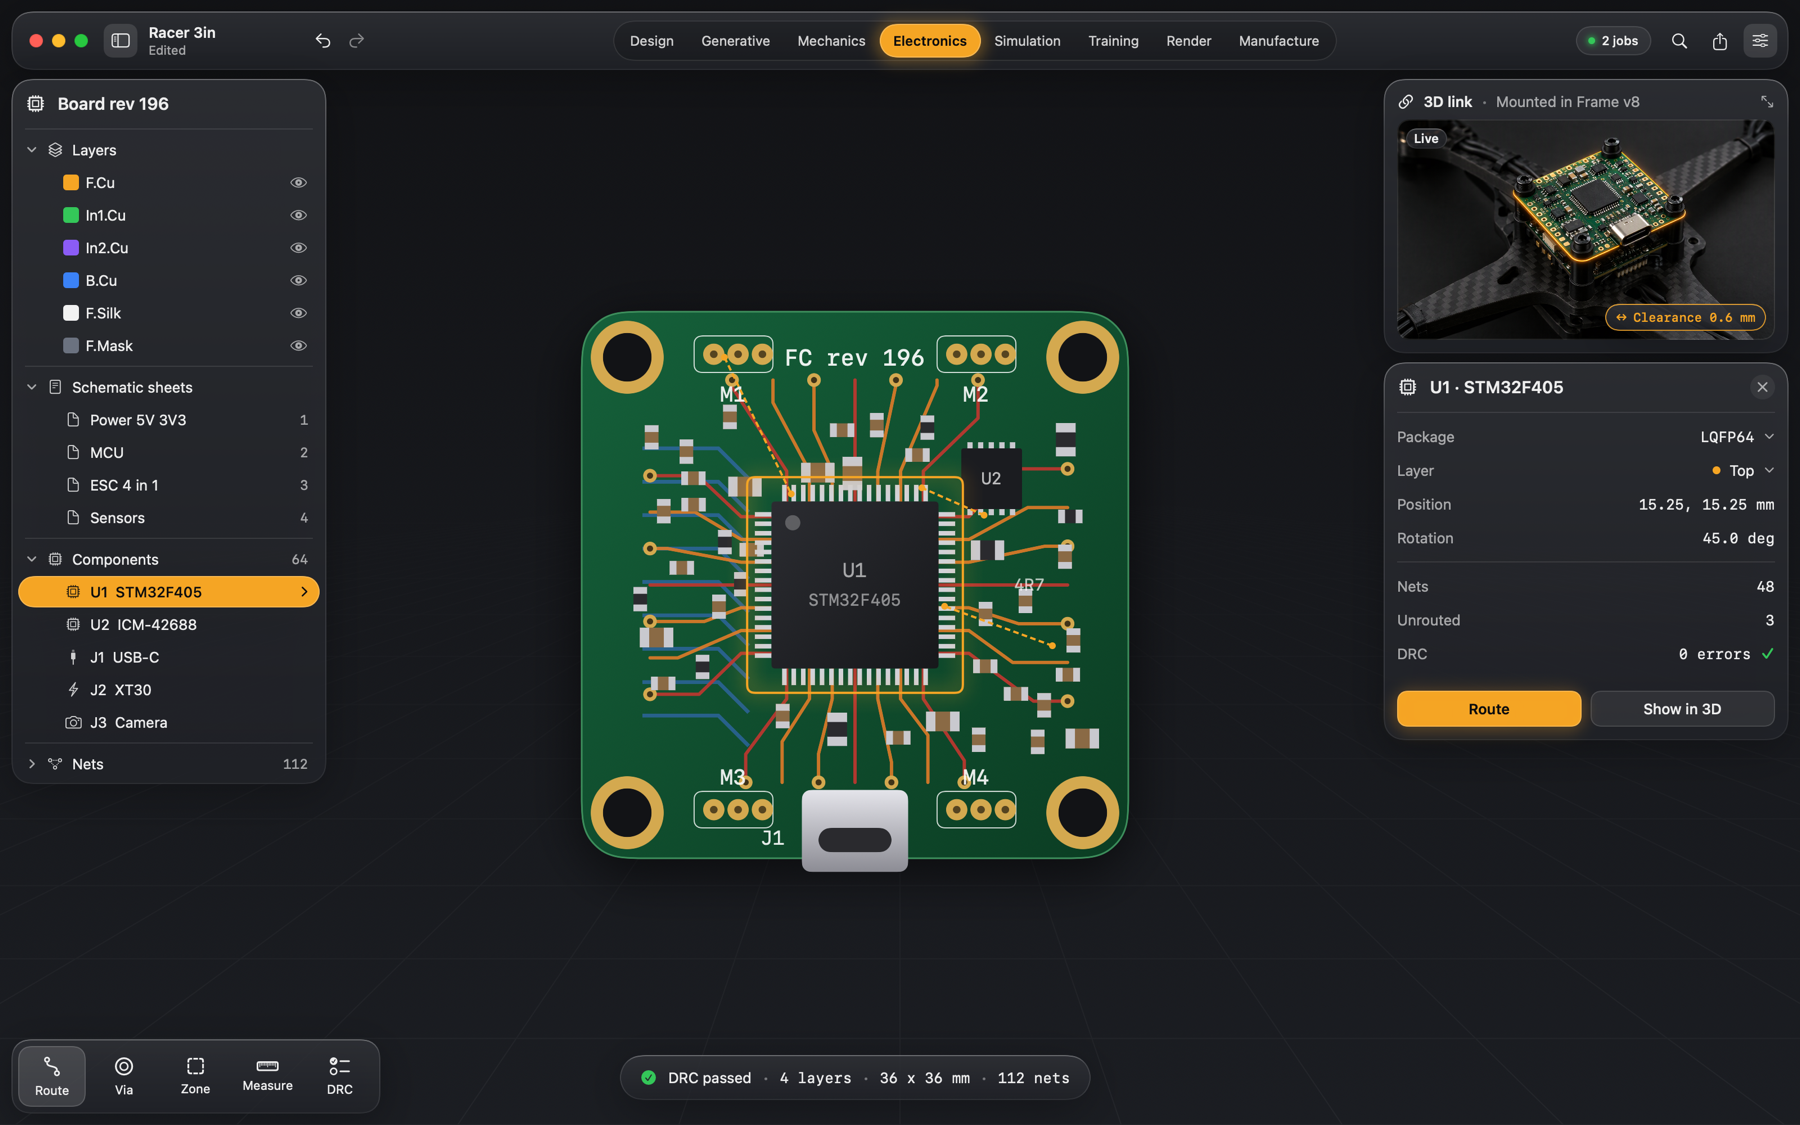 Racer 3in
Edited
Design Generative Mechanics Electronics Simulation Training Render Manufacture
2 jobs
Board rev 196
Layers
F.Cu
In1.Cu
In2.Cu
B.Cu
F.Silk
F.Mask
Schematic sheets
Power 5V 3V3 1
MCU 2
ESC 4 in 1 3
Sensors 4
Components 64
U1 STM32F405
U2 ICM-42688
J1 USB-C
J2 XT30
J3 Camera
Nets 112
FC rev 196
M1
M2
U2
U1
STM32F405
4R7
M3
M4
J1
3D link · Mounted in Frame v8
Live
Clearance 0.6 mm
U1 · STM32F405
Package LQFP64
Layer Top
Position 15.25, 15.25 mm
Rotation 45.0 deg
Nets 48
Unrouted 3
DRC 0 errors
Route Show in 3D
Route Via Zone Measure DRC
DRC passed · 4 layers · 36 x 36 mm · 112 nets